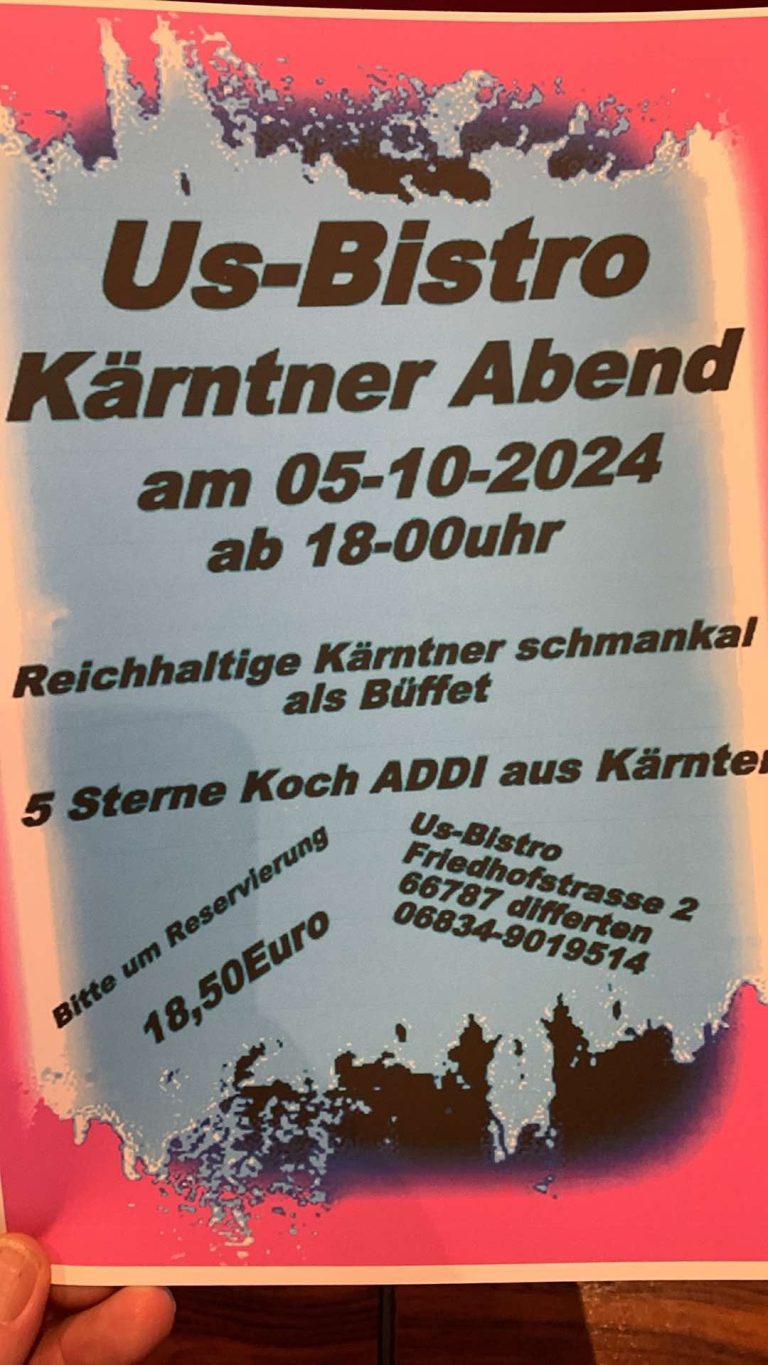 Us-Bistro
Kärntner Abend
am 05-10-2024
ab 18-00uhr
Reichhaltige Kärntner schmankal
als Büffet
5 Sterne Koch ADDI aus Kärnten
Bitte um Reservierung
18,50Euro
Us-Bistro
Friedhofstrasse 2
66787 differten
06834-9019514